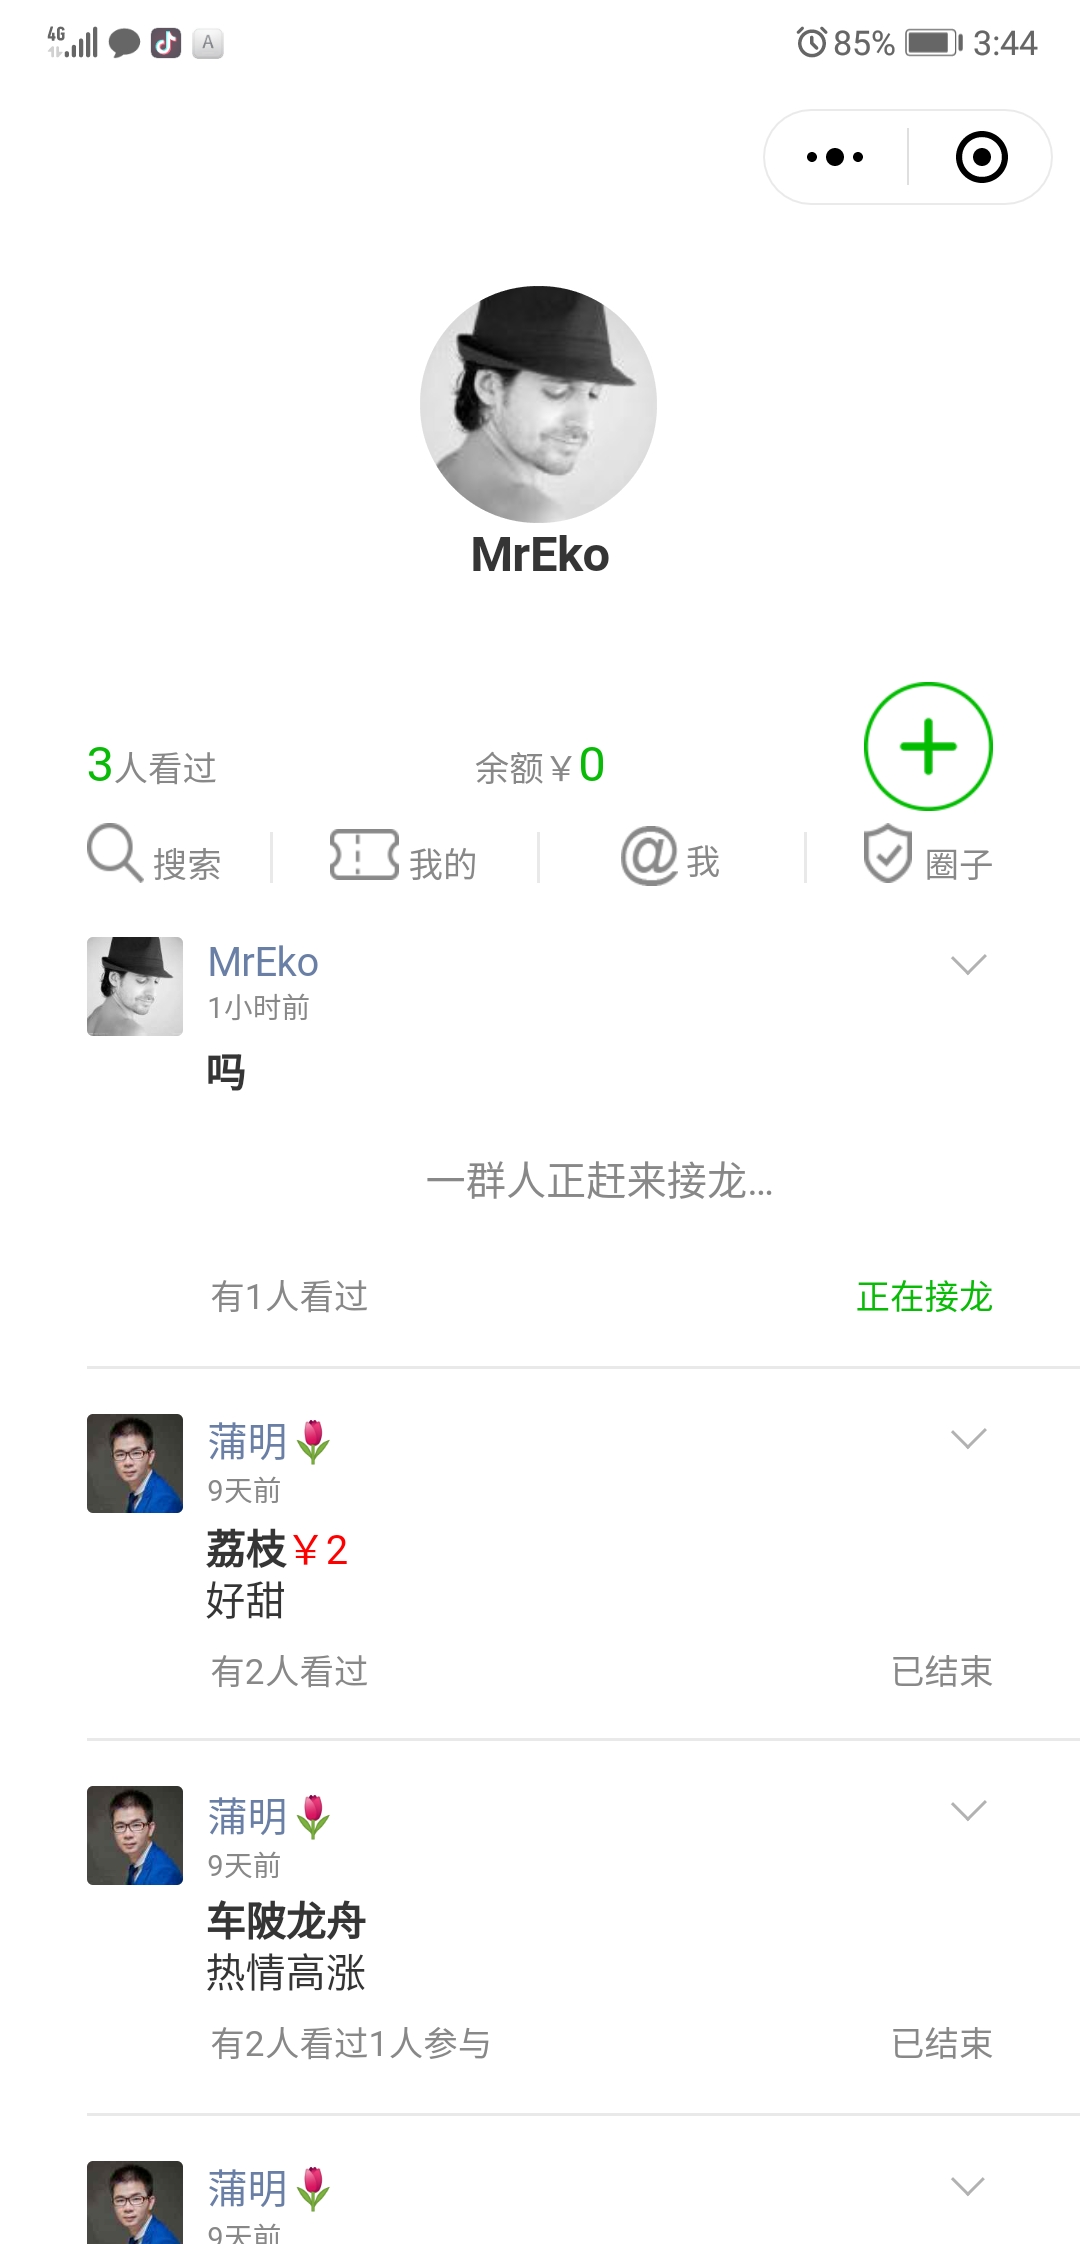 4G A 85% 3:44
MrEko
3人看过 余额¥0
搜索 我的 @我 圈子
MrEko
1小时前
吗
一群人正赶来接龙...
有1人看过 正在接龙
蒲明🌷
9天前
荔枝¥2
好甜
有2人看过 已结束
蒲明🌷
9天前
车陂龙舟
热情高涨
有2人看过1人参与 已结束
蒲明🌷
9天前